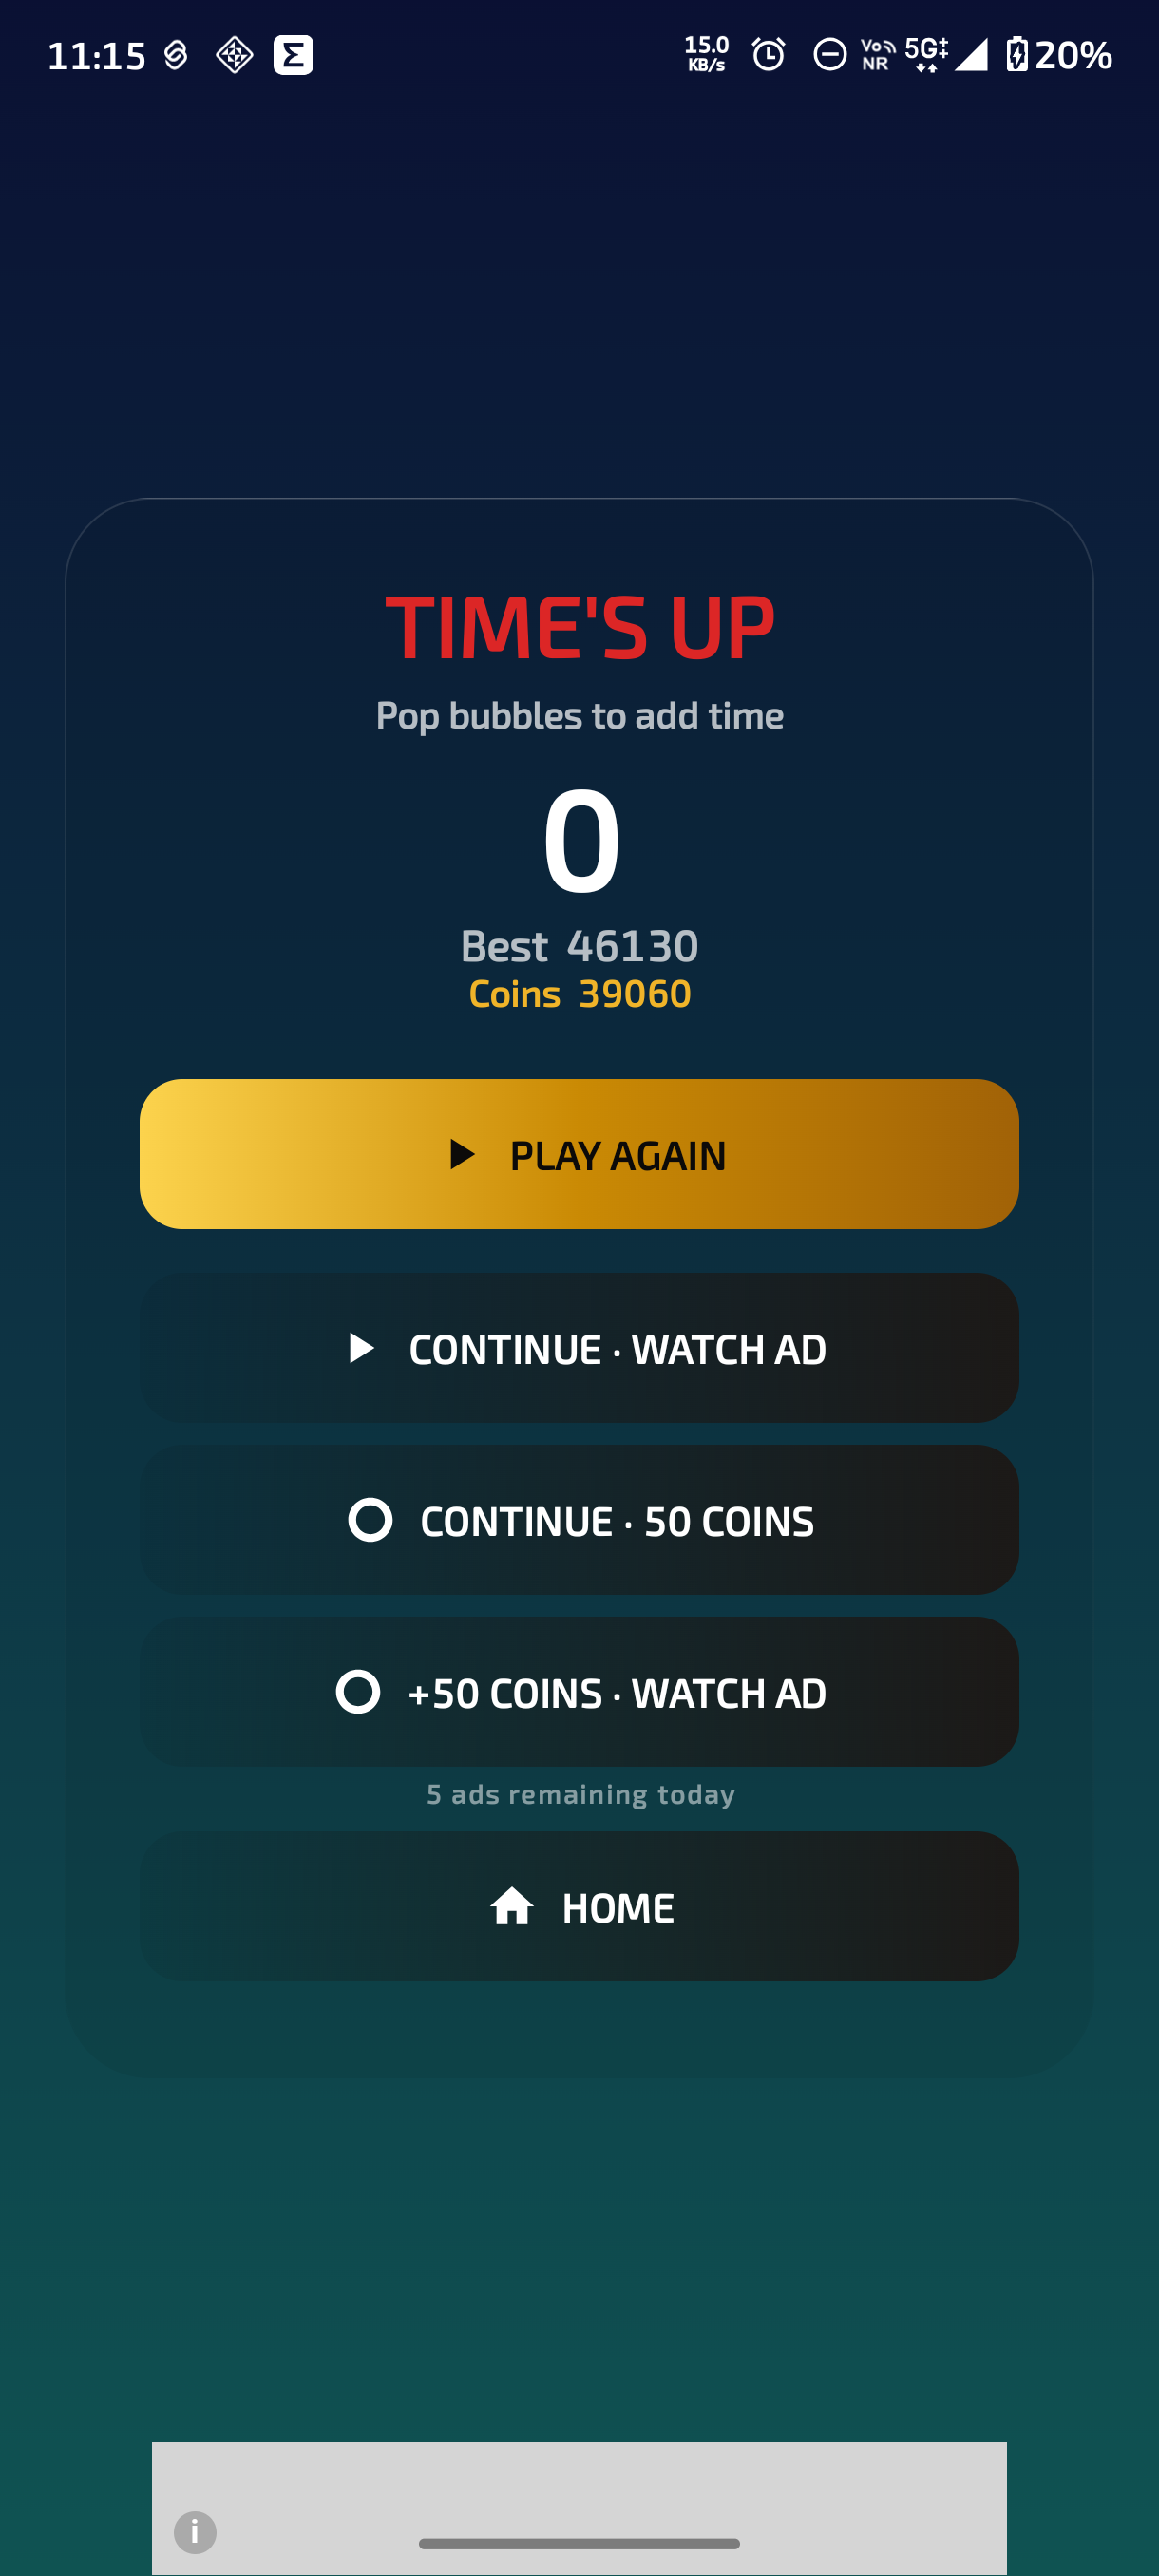 11:15
15.0
KB/s
Vo
NR
5G+
20%
TIME'S UP
Pop bubbles to add time
0
Best 46130
Coins 39060
PLAY AGAIN
CONTINUE · WATCH AD
CONTINUE · 50 COINS
+50 COINS · WATCH AD
5 ads remaining today
HOME